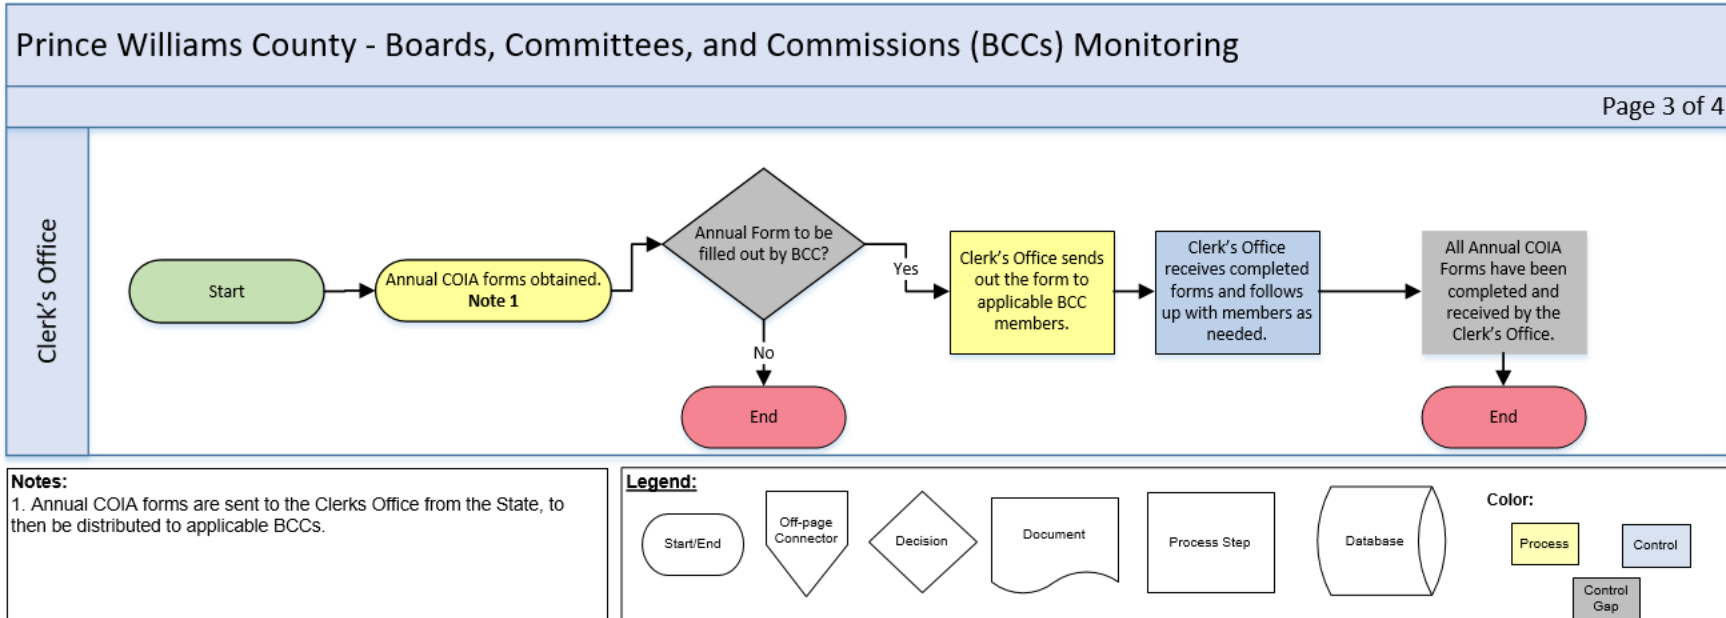 Prince Williams County - Boards, Committees, and Commissions (BCCs) Monitoring
Page 3 of 4
Clerk's Office
Start
Annual COIA forms obtained.
Note 1
Annual Form to be
filled out by BCC?
Yes
No
End
Clerk's Office sends
out the form to
applicable BCC
members.
Clerk's Office
receives completed
forms and follows
up with members as
needed.
All Annual COIA
Forms have been
completed and
received by the
Clerk's Office.
End
Notes:
1. Annual COIA forms are sent to the Clerks Office from the State, to
then be distributed to applicable BCCs.
Legend:
Start/End
Off-page
Connector
Decision
Document
Process Step
Database
Color:
Process
Control
Control
Gap